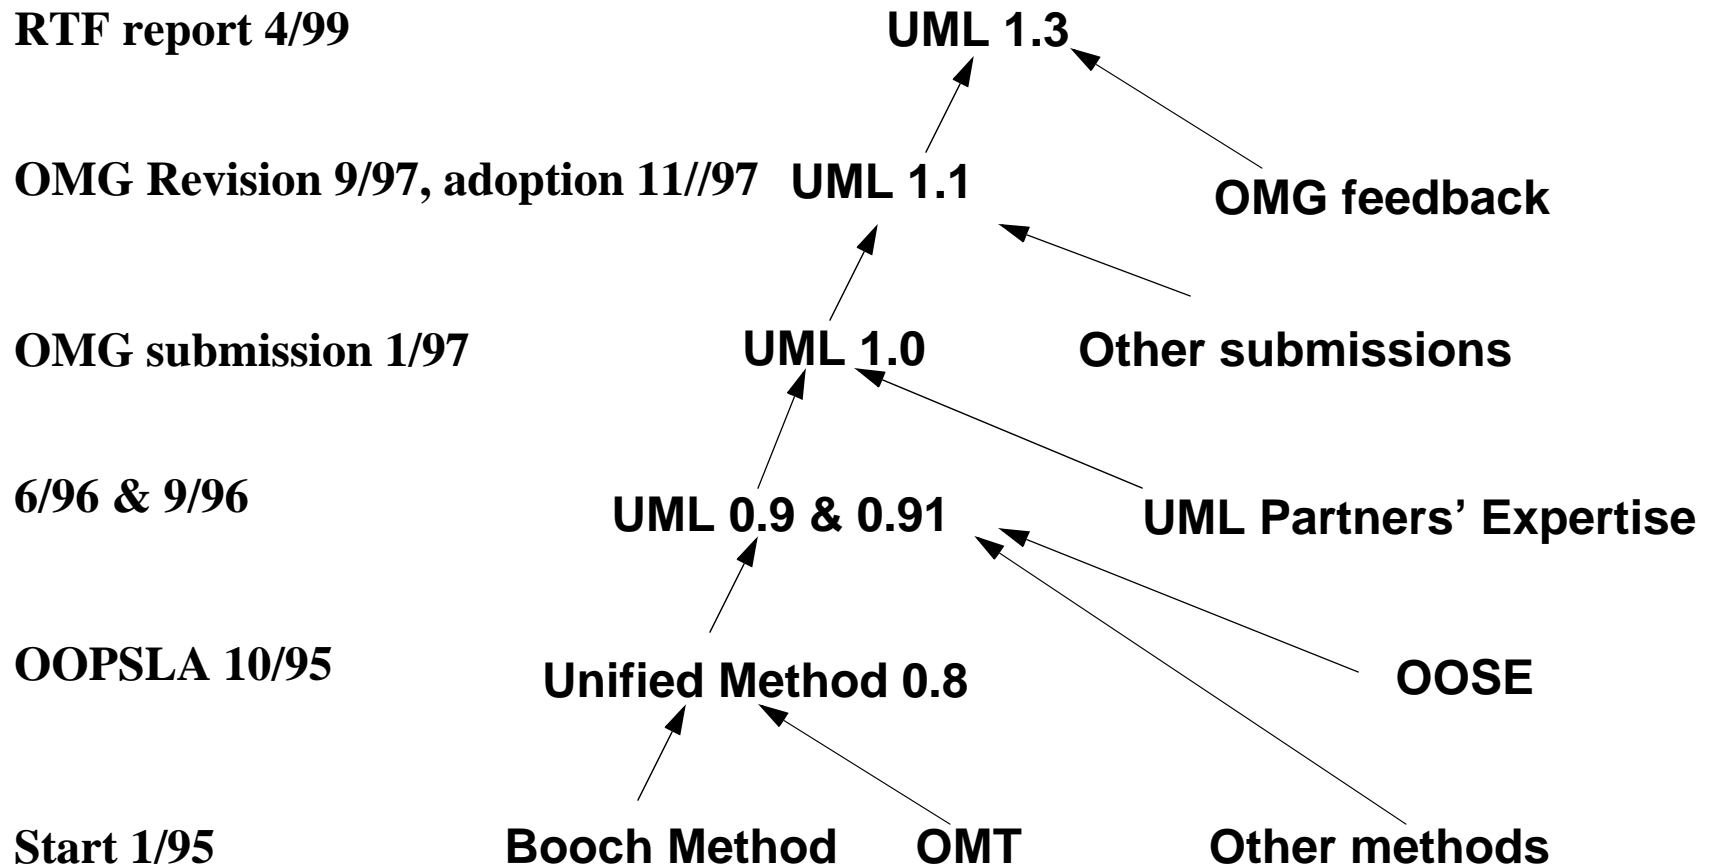 RTF report 4/99 UML 1.3
OMG Revision 9/97, adoption 11//97 UML 1.1 OMG feedback
OMG submission 1/97 UML 1.0 Other submissions
6/96 & 9/96 UML 0.9 & 0.91 UML Partners’ Expertise
OOPSLA 10/95 Unified Method 0.8 OOSE
Start 1/95 Booch Method OMT Other methods